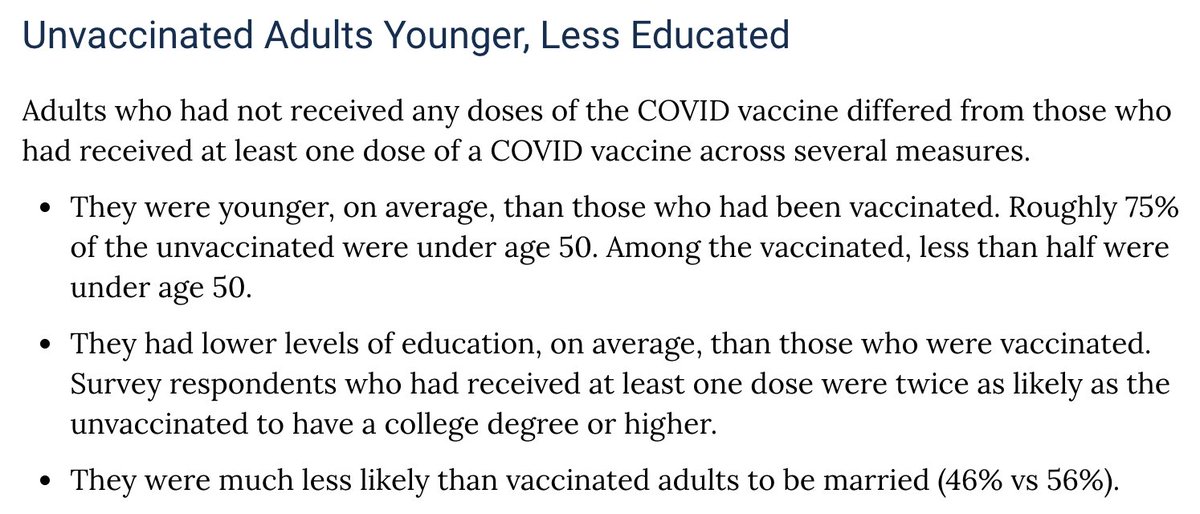 Unvaccinated Adults Younger, Less Educated
Adults who had not received any doses of the COVID vaccine differed from those who
had received at least one dose of a COVID vaccine across several measures.
• They were younger, on average, than those who had been vaccinated. Roughly 75%
of the unvaccinated were under age 50. Among the vaccinated, less than half were
under age 50.
• They had lower levels of education, on average, than those who were vaccinated.
Survey respondents who had received at least one dose were twice as likely as the
unvaccinated to have a college degree or higher.
• They were much less likely than vaccinated adults to be married (46% vs 56%).